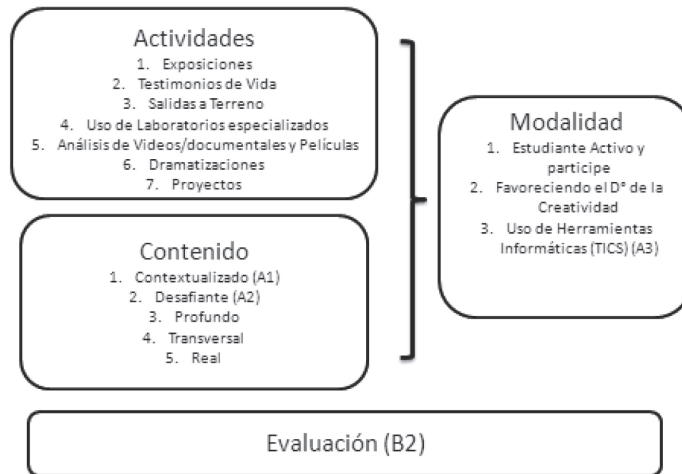 Actividades
1. Exposiciones
2. Testimonios de Vida
3. Salidas a Terreno
4. Uso de Laboratorios especializados
5. Análisis de Videos/documentales y Películas
6. Dramatizaciones
7. Proyectos
Contenido
1. Contextualizado (A1)
2. Desafiante (A2)
3. Profundo
4. Transversal
5. Real
Modalidad
1. Estudiante Activo y
participe
2. Favoreciendo el D° de la
Creatividad
3. Uso de Herramientas
Informáticas (TICS) (A3)
Evaluación (B2)